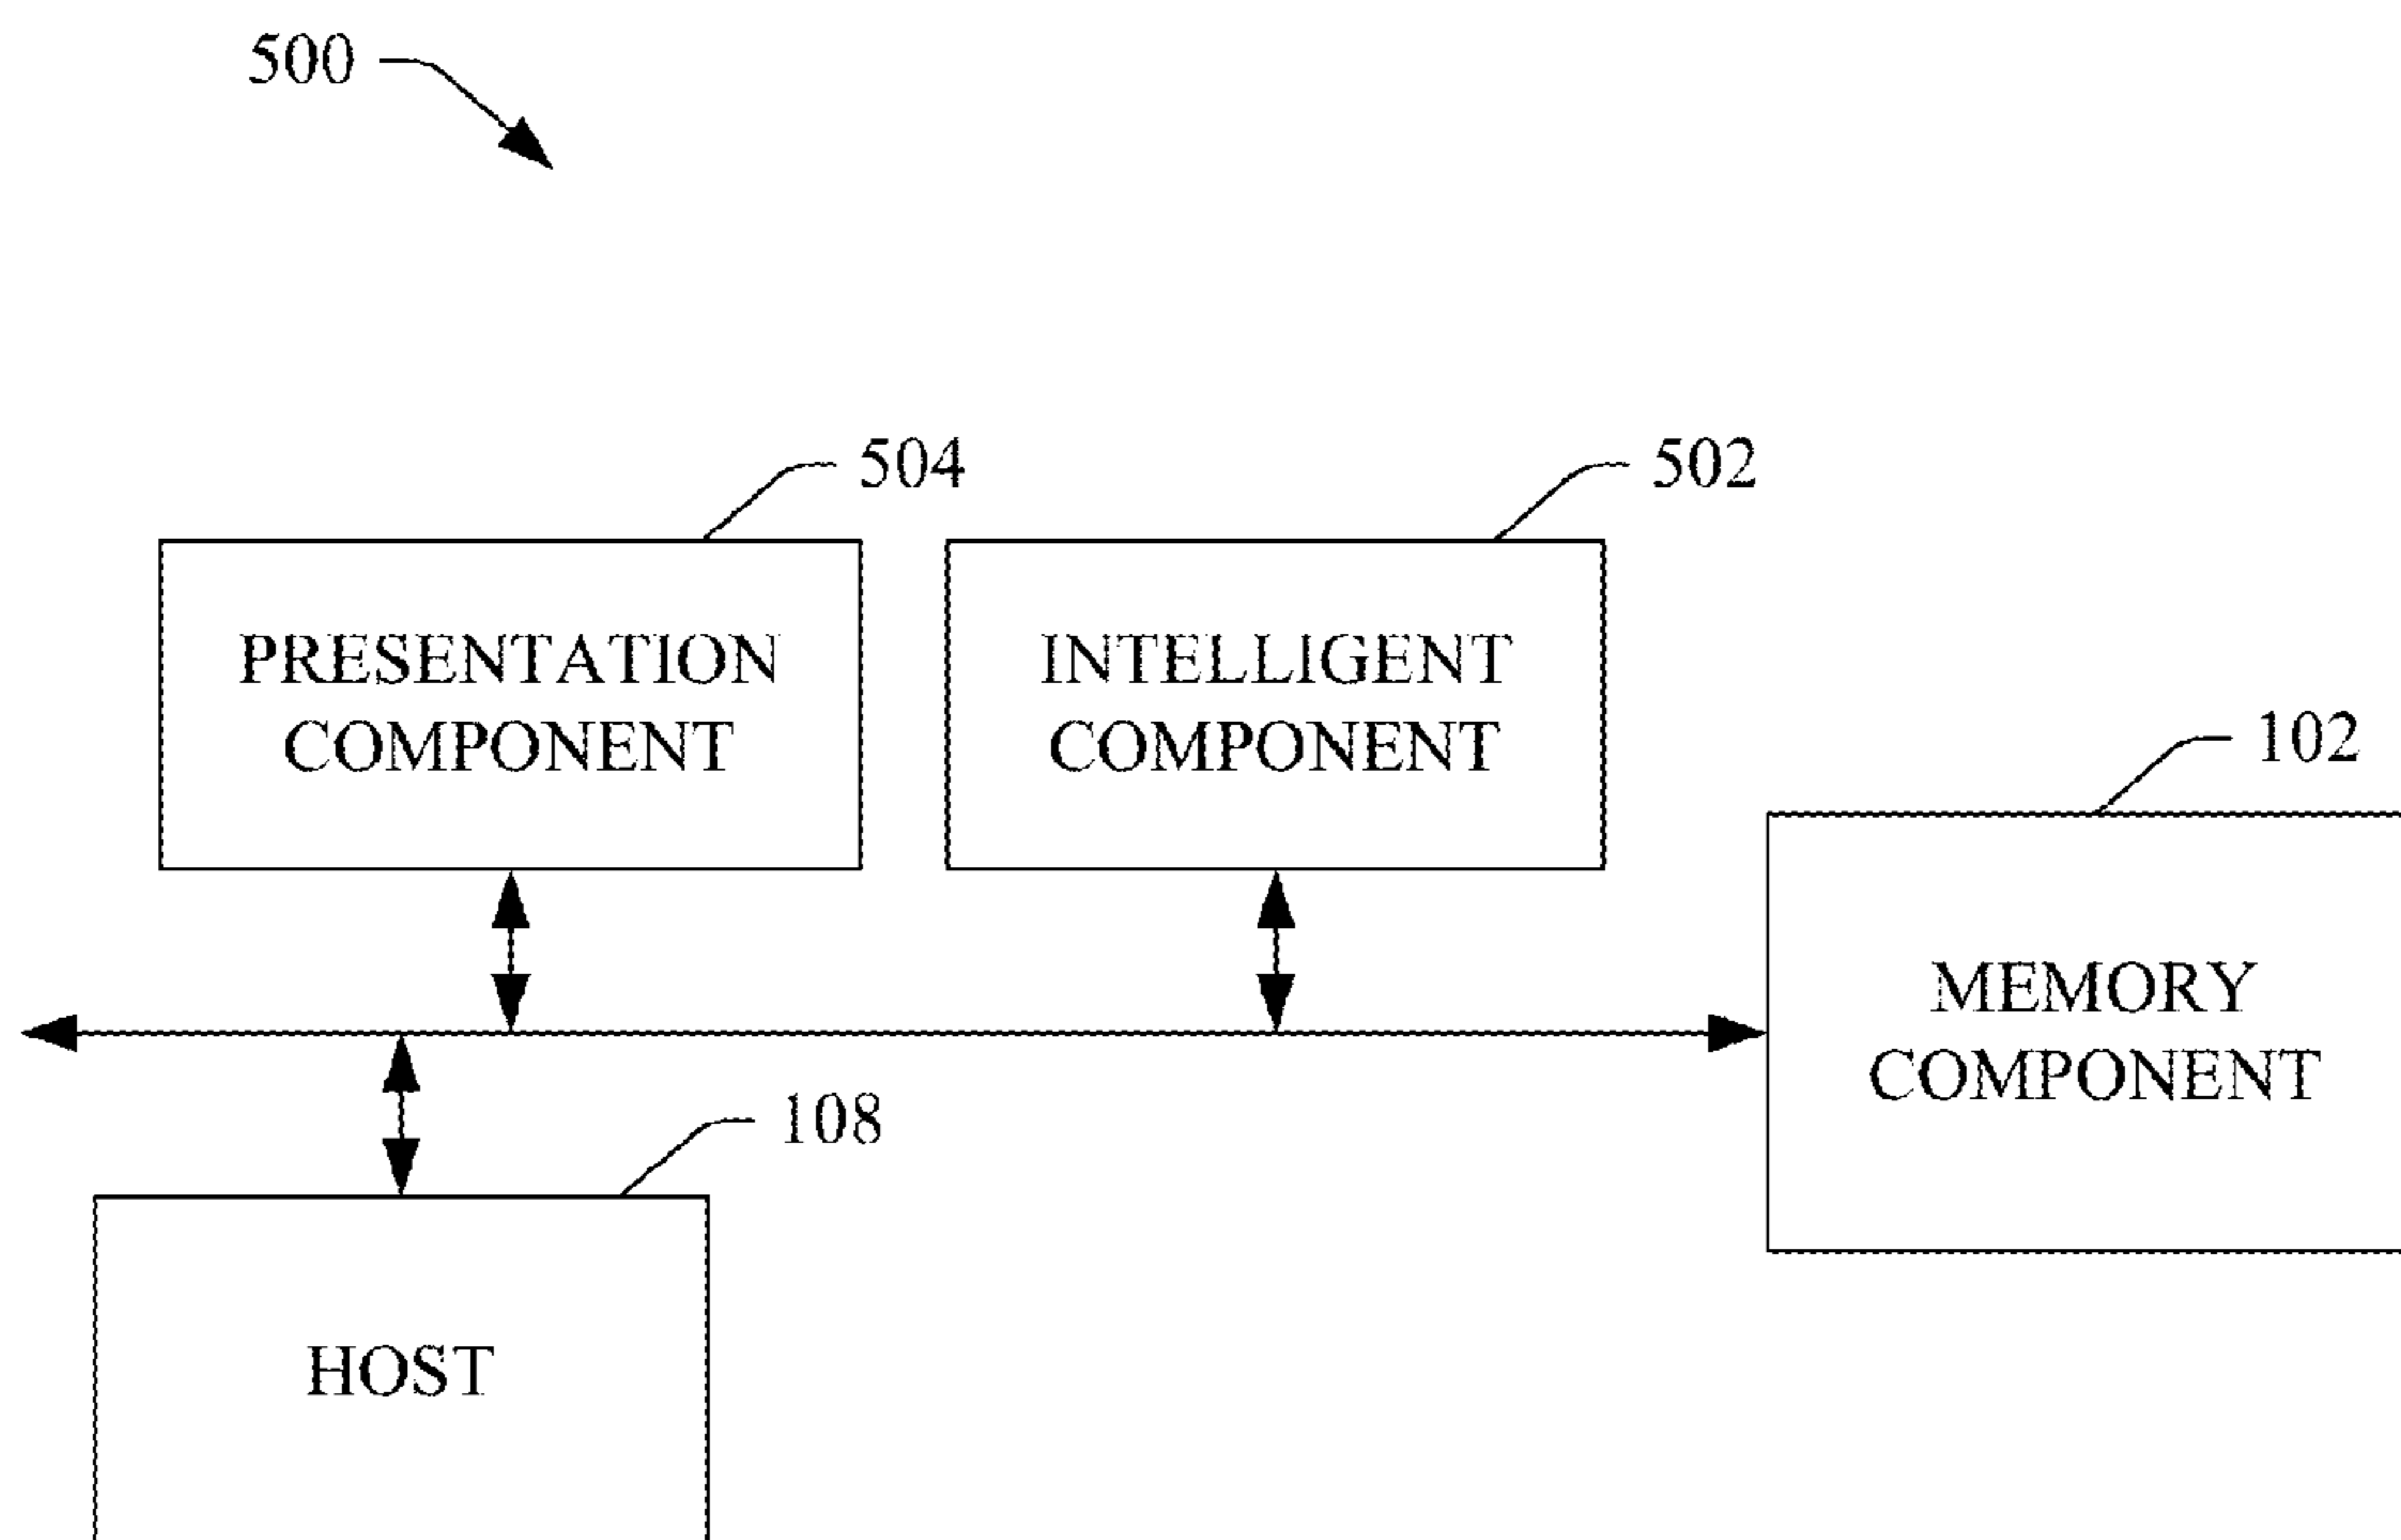 500
504
502
PRESENTATION
COMPONENT
INTELLIGENT
COMPONENT
102
MEMORY
COMPONENT
108
HOST